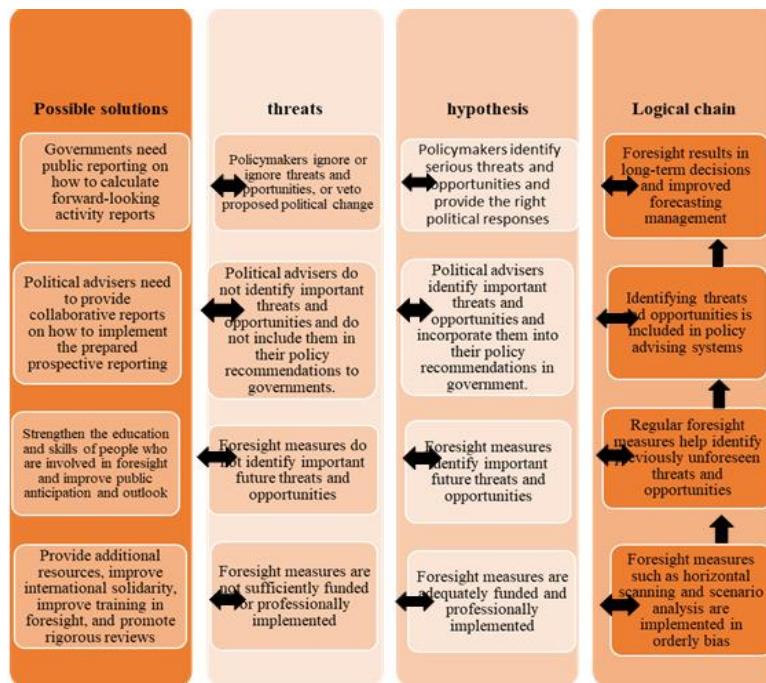 Possible solutions
Governments need
public reporting on
how to calculate
forward-looking
activity reports
Political advisers need
to provide
collaborative reports
on how to implement
the prepared
prospective reporting
Strengthen the education
and skills of people who
are involved in foresight
and improve public
anticipation and outlook
Provide additional
resources, improve
international solidarity,
improve training in
foresight, and promote
rigorous reviews
threats
Policymakers ignore or
ignore threats and
opportunities, or veto
proposed political change
Political advisers do
not identify important
threats and
opportunities and do
not include them in
their policy
recommendations to
governments.
Foresight measures do
not identify important
future threats and
opportunities
Foresight measures are
not sufficiently funded
or professionally
implemented
hypothesis
Policymakers identify
serious threats and
opportunities and
provide the right
political responses
Political advisers
identify important
threats and
opportunities and
incorporate them into
their policy
recommendations in
government.
Foresight measures
identify important
future threats and
opportunities
Foresight measures are
adequately funded and
professionally
implemented
Logical chain
Foresight results in
long-term decisions
and improved
forecasting
management
Identifying threats
and opportunities is
included in policy
advising systems
Regular foresight
measures help identify
previously unforeseen
threats and
opportunities
Foresight measures
such as horizontal
scanning and scenario
analysis are
implemented in
orderly bias